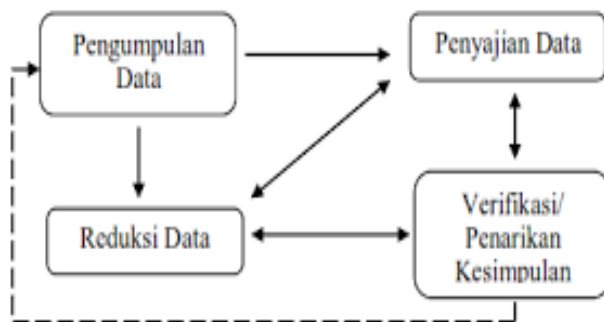 Pengumpulan
Data
Penyajian Data
Reduksi Data
Verifikasi/
Penarikan
Kesimpulan